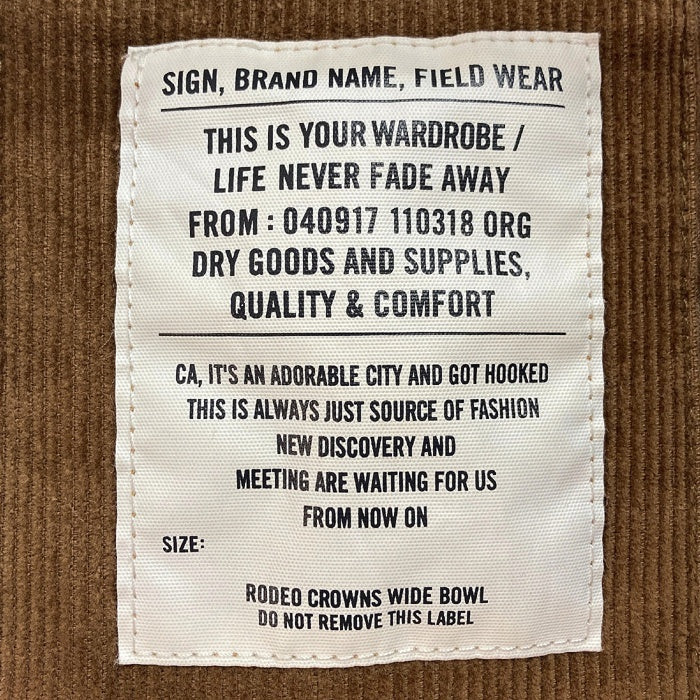 SIGN, BRAND NAME, FIELD WEAR
THIS IS YOUR WARDROBE /
LIFE NEVER FADE AWAY
FROM : 040917 110318 ORG
DRY GOODS AND SUPPLIES,
QUALITY & COMFORT
CA, IT'S AN ADORABLE CITY AND GOT HOOKED
THIS IS ALWAYS JUST SOURCE OF FASHION
NEW DISCOVERY AND
MEETING ARE WAITING FOR US
FROM NOW ON
SIZE:
RODEO CROWNS WIDE BOWL
DO NOT REMOVE THIS LABEL